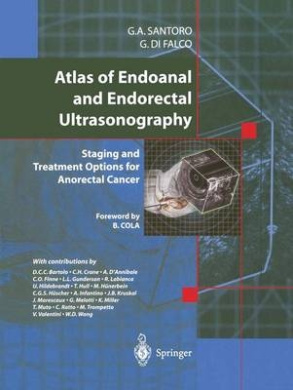 G.A. SANTORO
G. DI FALCO
Atlas of Endoanal
and Endorectal
Ultrasonography
Staging and
Treatment Options for
Anorectal Cancer
Foreword by
B. COLA
With contributions by
D.C.C. Bartolo • C.H. Crane • A. D'Annibale
C.O. Finne • L.L. Gunderson • R. Labianca
U. Hildebrandt • T. Hull • M. Hünerbein
C.G.S. Hüscher • A. Infantino • J.B. Kruskal
J. Marescaux • G. Melotti • K. Miller
T. Muto • C. Ratto • M. Trompetto
V. Valentini • W.D. Wong
Springer